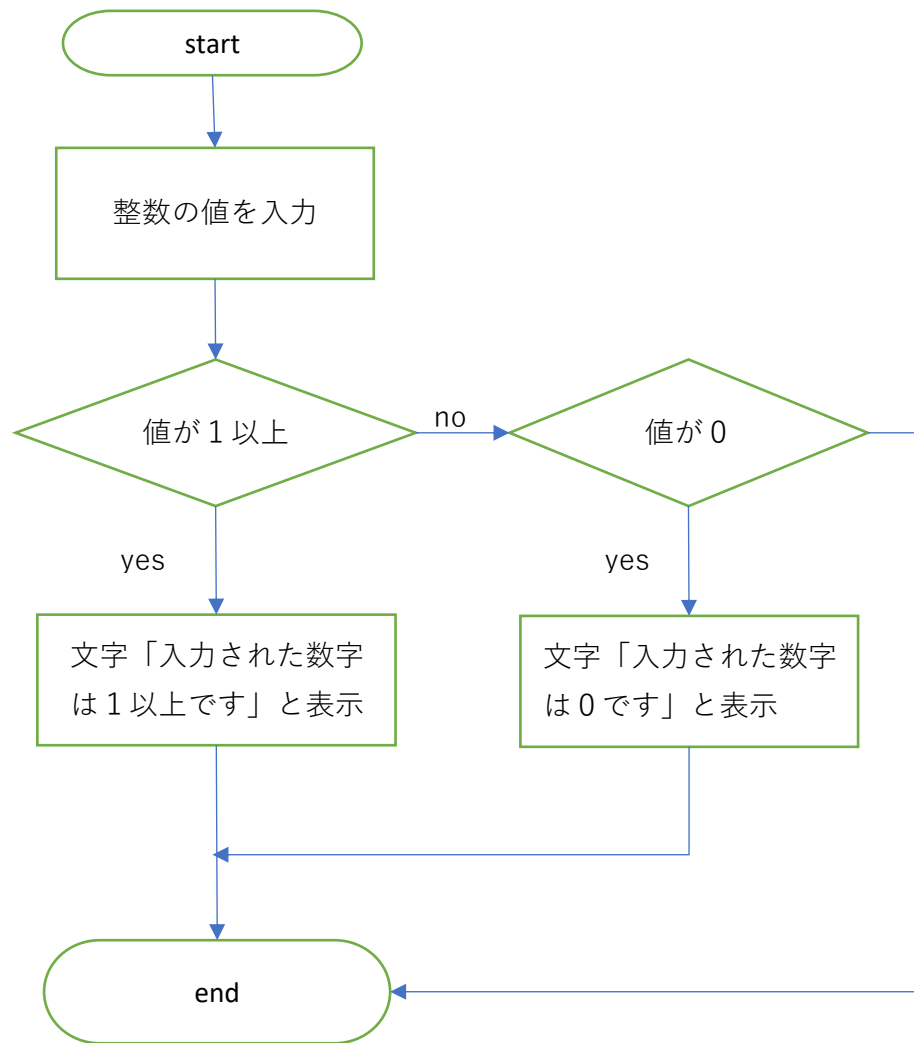 start
整数の値を入力
値が1以上
no
値が0
yes
yes
文字「入力された数字
は1以上です」と表示
文字「入力された数字
は0です」と表示
end